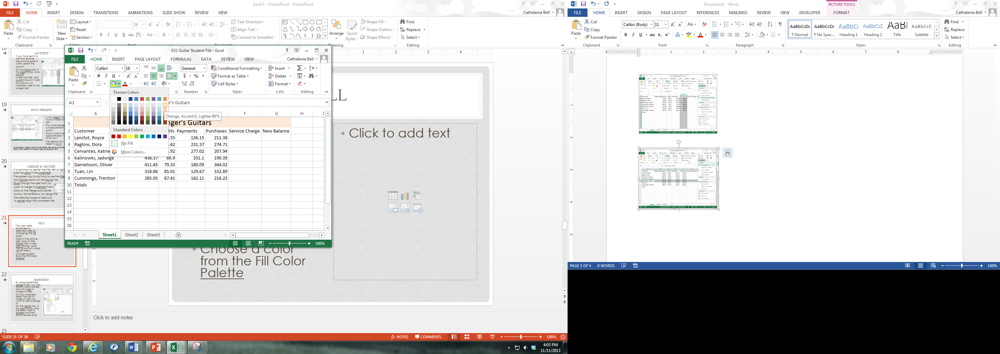 Excel 1 - PowerPoint - PowerPoint
FILE HOME INSERT DESIGN TRANSITIONS ANIMATIONS SLIDE SHOW REVIEW VIEW
Cathalenia Bell
Paste
Cut
Copy
Format Painter
Clipboard
New
Slide
Layout
Reset
Section
28
Text Direction
Align Text
Convert to SmartArt
Arrange
Quick
Styles
Shape Fill
Shape Outline
Shape Effects
Drawing
Find
Replace
Select
Editing
AUTOFIT
If you have text in a
cell that extends
beyond the default
width, select the
column
On the Home Tab, in
the Cells Group, click
Format
Under Cell Size, click
AutoFit Column Width
The column will
increase in size to the
longest text
19
ROW HEIGHT
20
MERGE & CENTER
It is common to center the title, left to right
over the data in the worksheet
The easiest way to do this is to use the
and Center option on the Home Tab
Drag through the cells that you
want to merge to highlight them
Click on the Merge and Center
button, Home Ribbon, to merge the
the selected range of cells and
to center align the worksheet title
21
FILL
You can add
emphasis to
selected cells by
changing the Fill
color
Click in the active
cell, and on the
Home Tab, in the
Font Group, click
the Fill button's drop
down menu
Choose a color
from the Fill Color
Palette
22
BORDERS
By using predefined
border styles, you can
quickly add a border
around a cell or
ranges of cells
On the worksheet,
select the cell or
range of cells you
want to add a border
to
On the Home Tab, in
the Font Group, click
the arrow next to
Borders and then
click a border style
23
EX2 Guitar Student File - Excel
FILE HOME INSERT PAGE LAYOUT FORMULAS DATA REVIEW VIEW
Cathalenia Bell
Paste
Clipboard
Calibri 18
General
Number
Conditional Formatting
Format as Table
Cell Styles
Styles
Insert
Delete
Format
Cells
Editing
Theme Colors
Orange, Accent 6, Lighter 80%
Standard Colors
No Fill
More Colors...
A1
er's Guitars
A F G H I
1 nger's Guitars
2 Customer its Payments Purchases Service Charge New Balance
3 Lanctot, Royce .55 126.15 211.38
4 Raglow, Dora .62 231.37 274.71
5 Cervantes, Katrie .92 277.02 207.94
6 Kalinowki, Jadwiga 438.37 60.9 331.1 190.39
7 Danielsson, Oliver 411.45 79.33 180.09 364.02
8 Tuan, Lin 318.86 85.01 129.67 332.89
9 Cummings, Trenton 285.05 87.41 182.11 218.22
10 Totals
11
12
13
14
15
16
Sheet1 Sheet2 Sheet3
READY 100%
LL
Click to add text
Choose a color
from the Fill Color
Palette
Click to add notes
SLIDE 21 OF 28 NOTES COMMENTS 100%
4:03 PM
11/11/2013
Document1 - Word
PICTURE TOOLS
FILE HOME INSERT DESIGN PAGE LAYOUT REFERENCES MAILINGS REVIEW VIEW DEVELOPER FORMAT
Cathalenia Bell
Paste
Cut
Copy
Format Painter
Clipboard
Calibri (Body) 11
Font
Paragraph
AaBbCcDc AaBbCcDc AaBbCc AaBbCcD AaBl AaBbCcD
¶ Normal ¶ No Spac... Heading 1 Heading 2 Title Subtitle
Styles
Find
Replace
Select
Editing
PAGE 3 OF 4 0 WORDS 100%